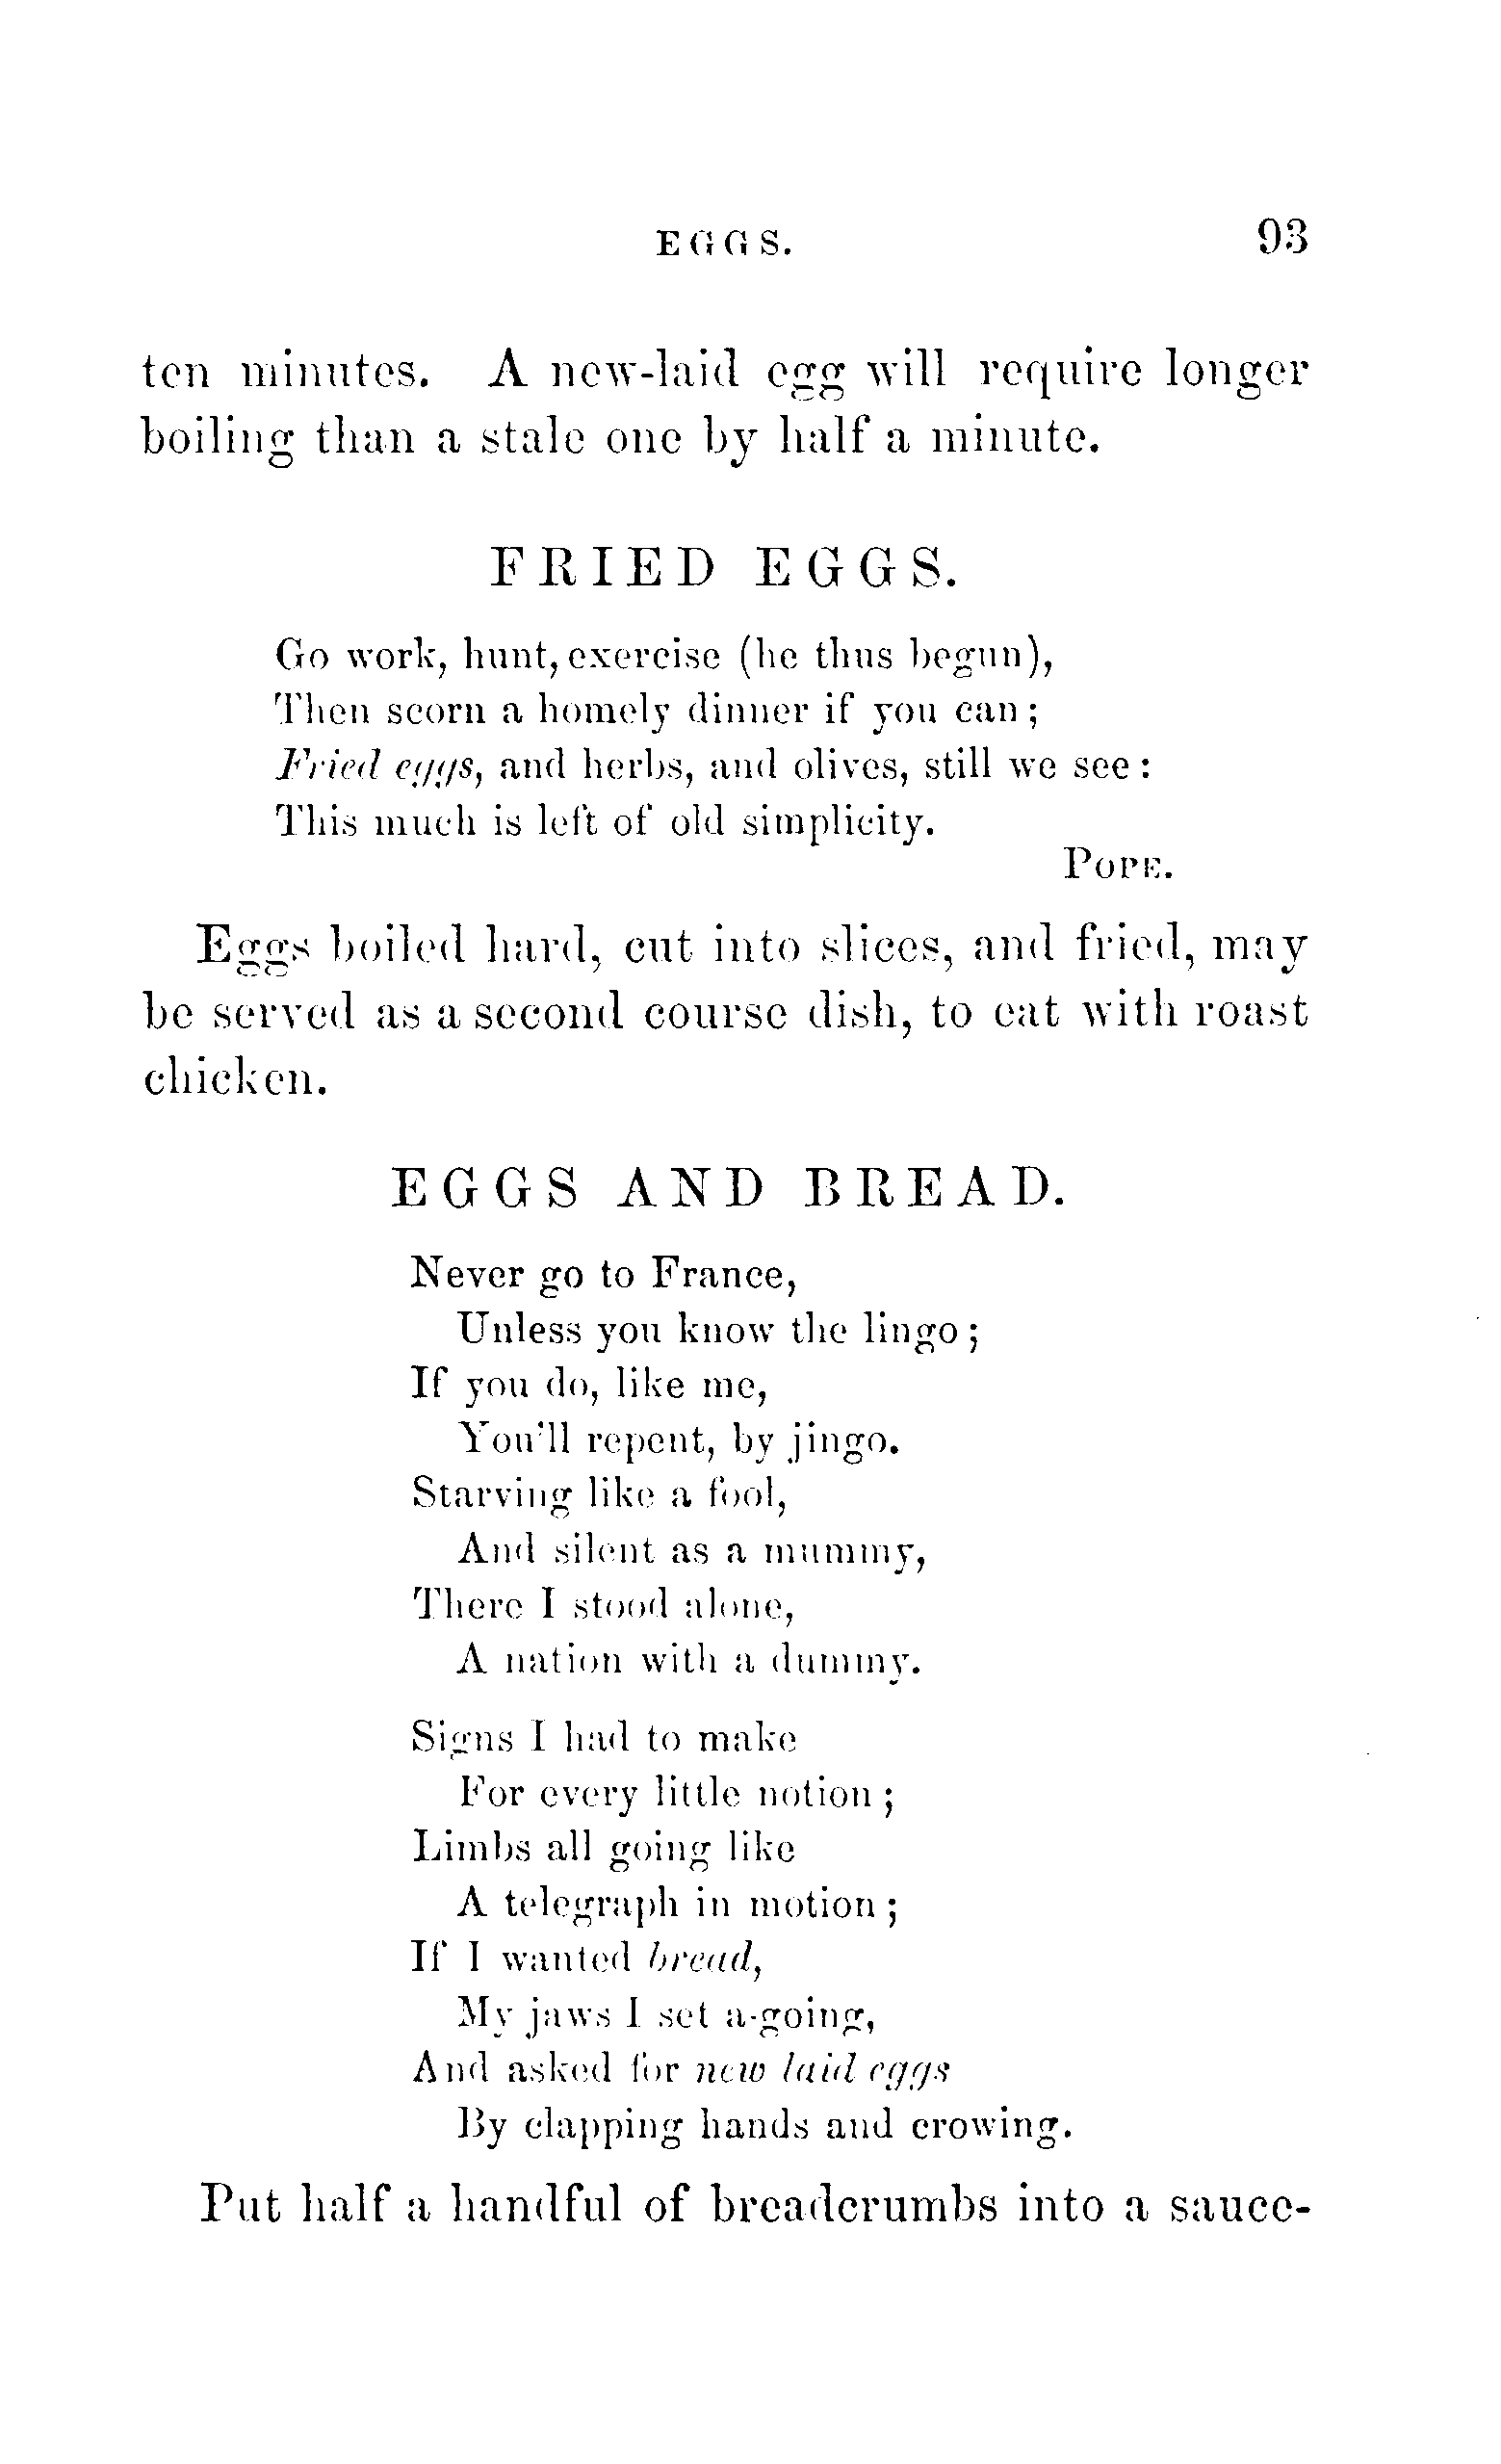 EGGS. 93
ten minutes. A new-laid egg will require longer
boiling than a stale one by half a minute.
FRIED EGGS.
Go work, hunt, exercise (he thus begun),
Then scorn a homely dinner if you can;
Fried eggs, and herbs, and olives, still we see:
This much is left of old simplicity.
POPE.
Eggs boiled hard, cut into slices, and fried, may
be served as a second course dish, to eat with roast
chicken.
EGGS AND BREAD.
Never go to France,
Unless you know the lingo;
If you do, like me,
You'll repent, by jingo.
Starving like a fool,
And silent as a mummy,
There I stood alone,
A nation with a dummy.
Signs I had to make
For every little notion;
Limbs all going like
A telegraph in motion;
If I wanted bread,
My jaws I set a-going,
And asked for new laid eggs
By clapping hands and crowing.
Put half a handful of breadcrumbs into a sauce-